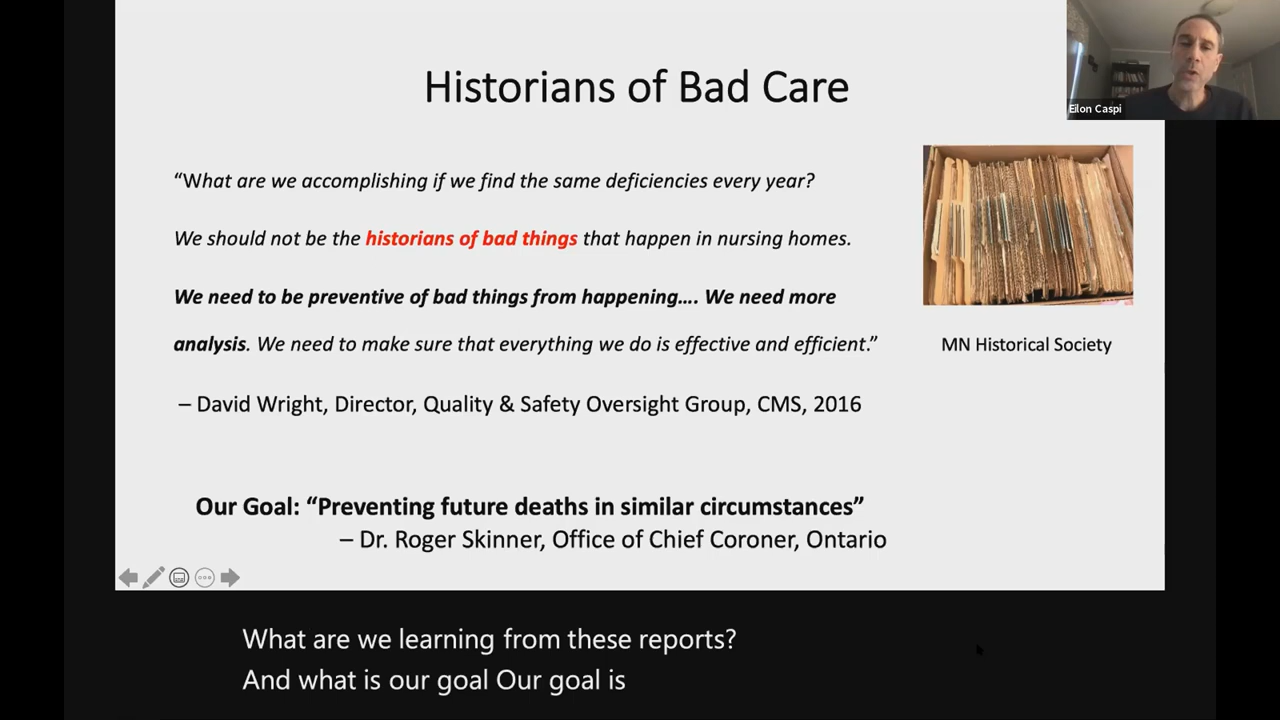 Historians of Bad Care
Eilon Caspi
“What are we accomplishing if we find the same deficiencies every year?
We should not be the historians of bad things that happen in nursing homes.
We need to be preventive of bad things from happening…. We need more
analysis. We need to make sure that everything we do is effective and efficient.”
MN Historical Society
– David Wright, Director, Quality & Safety Oversight Group, CMS, 2016
Our Goal: “Preventing future deaths in similar circumstances”
– Dr. Roger Skinner, Office of Chief Coroner, Ontario
What are we learning from these reports?
And what is our goal Our goal is